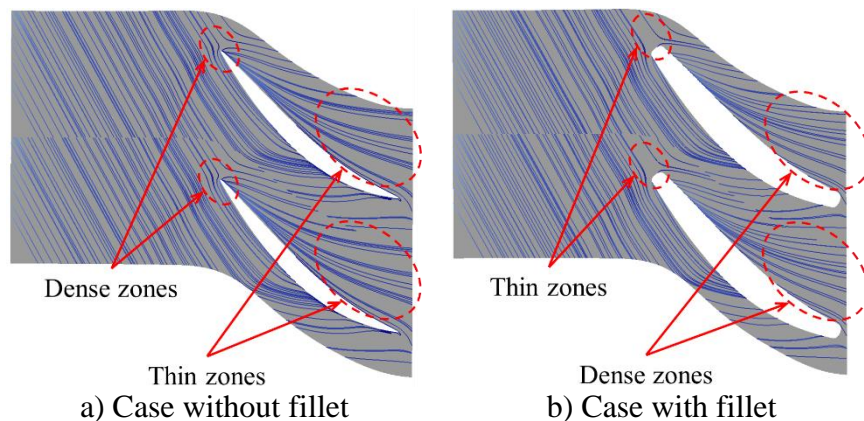 Dense zones
Thin zones
a) Case without fillet
Thin zones
Dense zones
b) Case with fillet